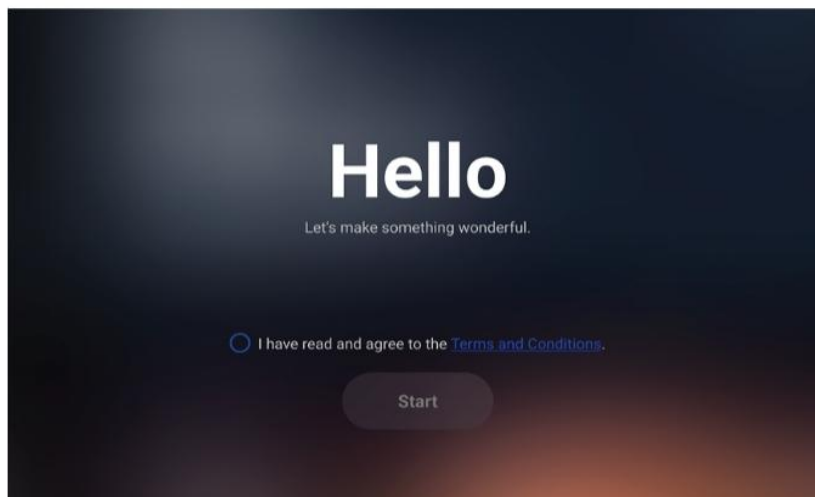 Hello
Let's make something wonderful.
I have read and agree to the Terms and Conditions.
Start